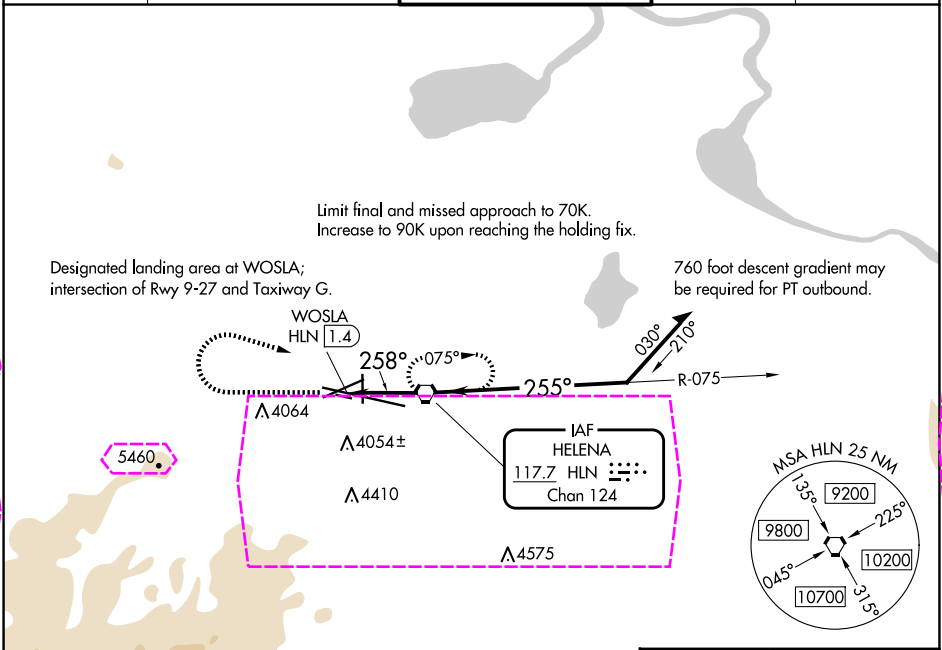 Limit final and missed approach to 70K.
Increase to 90K upon reaching the holding fix.
Designated landing area at WOSLA;
intersection of Rwy 9-27 and Taxiway G.
760 foot descent gradient may
be required for PT outbound.
WOSLA
HLN 1.4
258°
075°
255°
030°
210°
R-075
4064
4054±
4410
4575
5460
IAF
HELENA
117.7 HLN
Chan 124
MSA HLN 25 NM
135°
9200
225°
9800
10200
045°
10700
315°